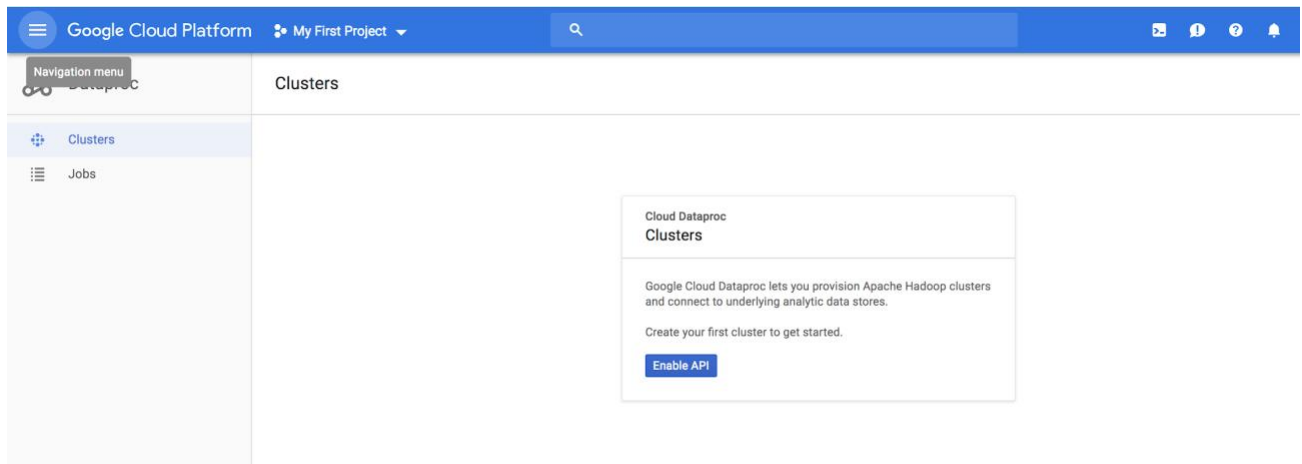 Google Cloud Platform My First Project
Navigation menu
Dataproc
Clusters
Clusters
Jobs
Cloud Dataproc
Clusters
Google Cloud Dataproc lets you provision Apache Hadoop clusters
and connect to underlying analytic data stores.
Create your first cluster to get started.
Enable API